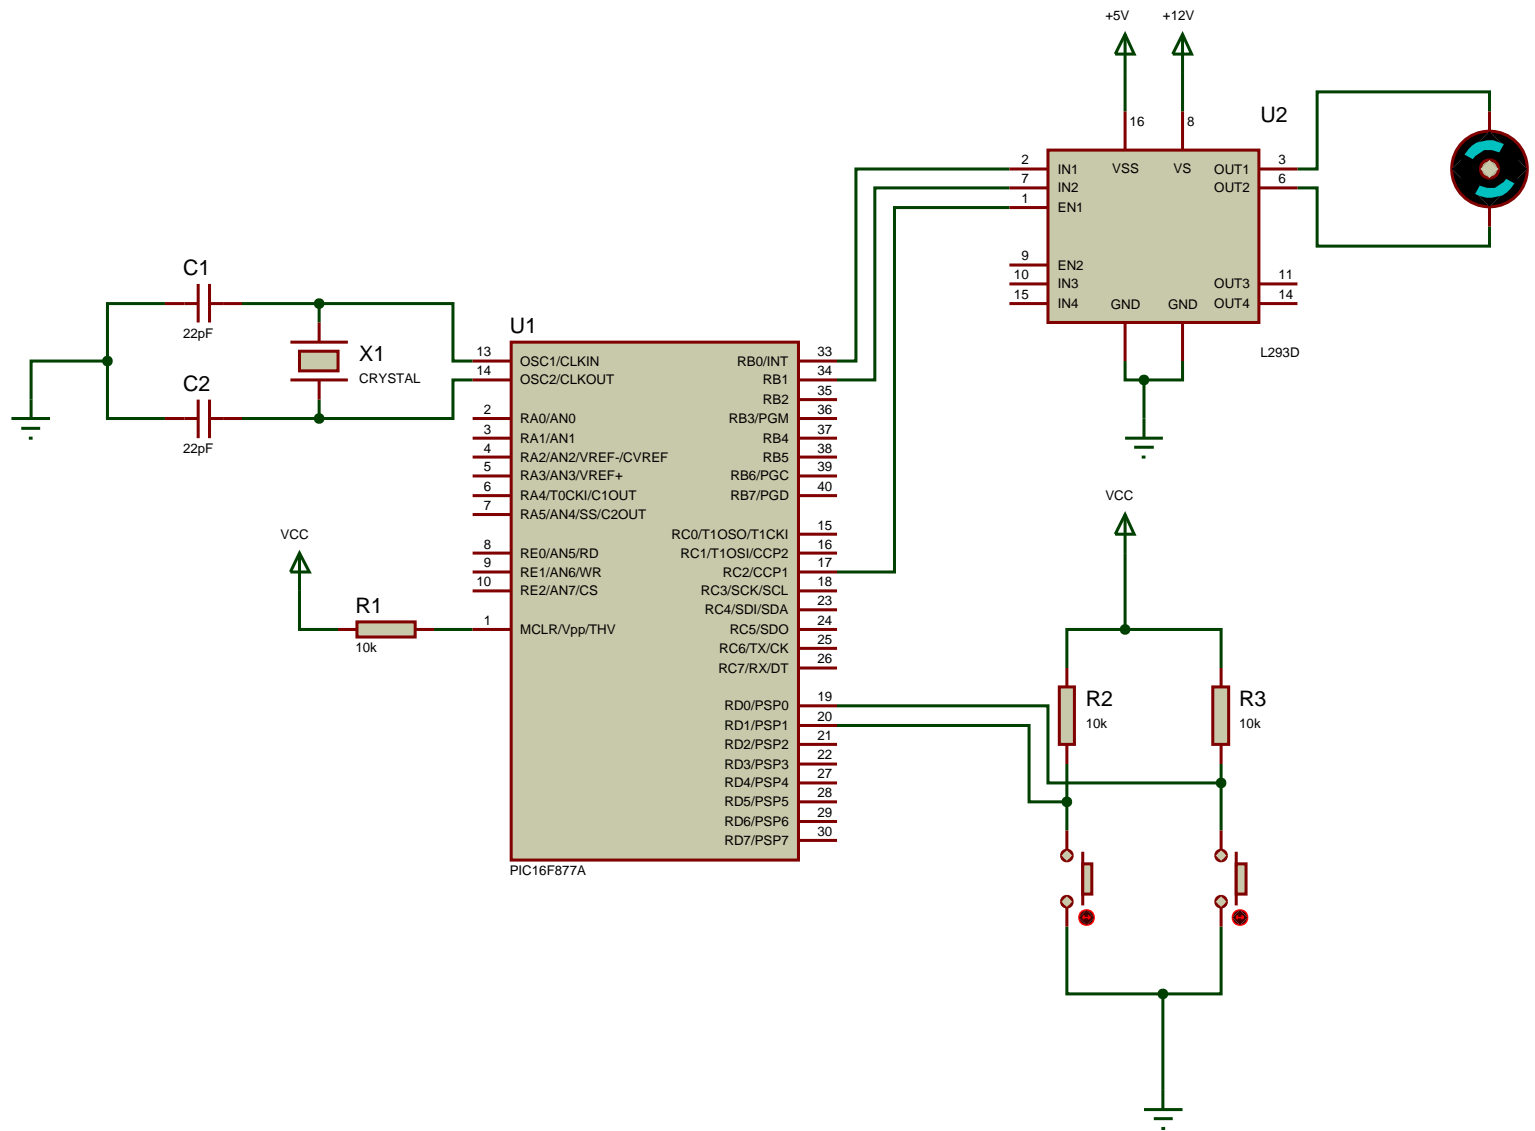 +5V +12V
U2
16 8
2 IN1 VSS VS OUT1 3
7 IN2 OUT2 6
1 EN1
9 EN2
10 IN3 OUT3 11
15 IN4 GND GND OUT4 14
L293D
C1
22pF
X1
CRYSTAL
C2
22pF
U1
13 OSC1/CLKIN RB0/INT 33
14 OSC2/CLKOUT RB1 34
RB2 35
2 RA0/AN0 RB3/PGM 36
3 RA1/AN1 RB4 37
4 RA2/AN2/VREF-/CVREF RB5 38
5 RA3/AN3/VREF+ RB6/PGC 39
6 RA4/T0CKI/C1OUT RB7/PGD 40
7 RA5/AN4/SS/C2OUT
RC0/T1OSO/T1CKI 15
8 RE0/AN5/RD RC1/T1OSI/CCP2 16
9 RE1/AN6/WR RC2/CCP1 17
10 RE2/AN7/CS RC3/SCK/SCL 18
RC4/SDI/SDA 23
1 MCLR/Vpp/THV RC5/SDO 24
RC6/TX/CK 25
RC7/RX/DT 26
RD0/PSP0 19
RD1/PSP1 20
RD2/PSP2 21
RD3/PSP3 22
RD4/PSP4 27
RD5/PSP5 28
RD6/PSP6 29
RD7/PSP7 30
PIC16F877A
VCC
R1
10k
VCC
R2
10k
R3
10k